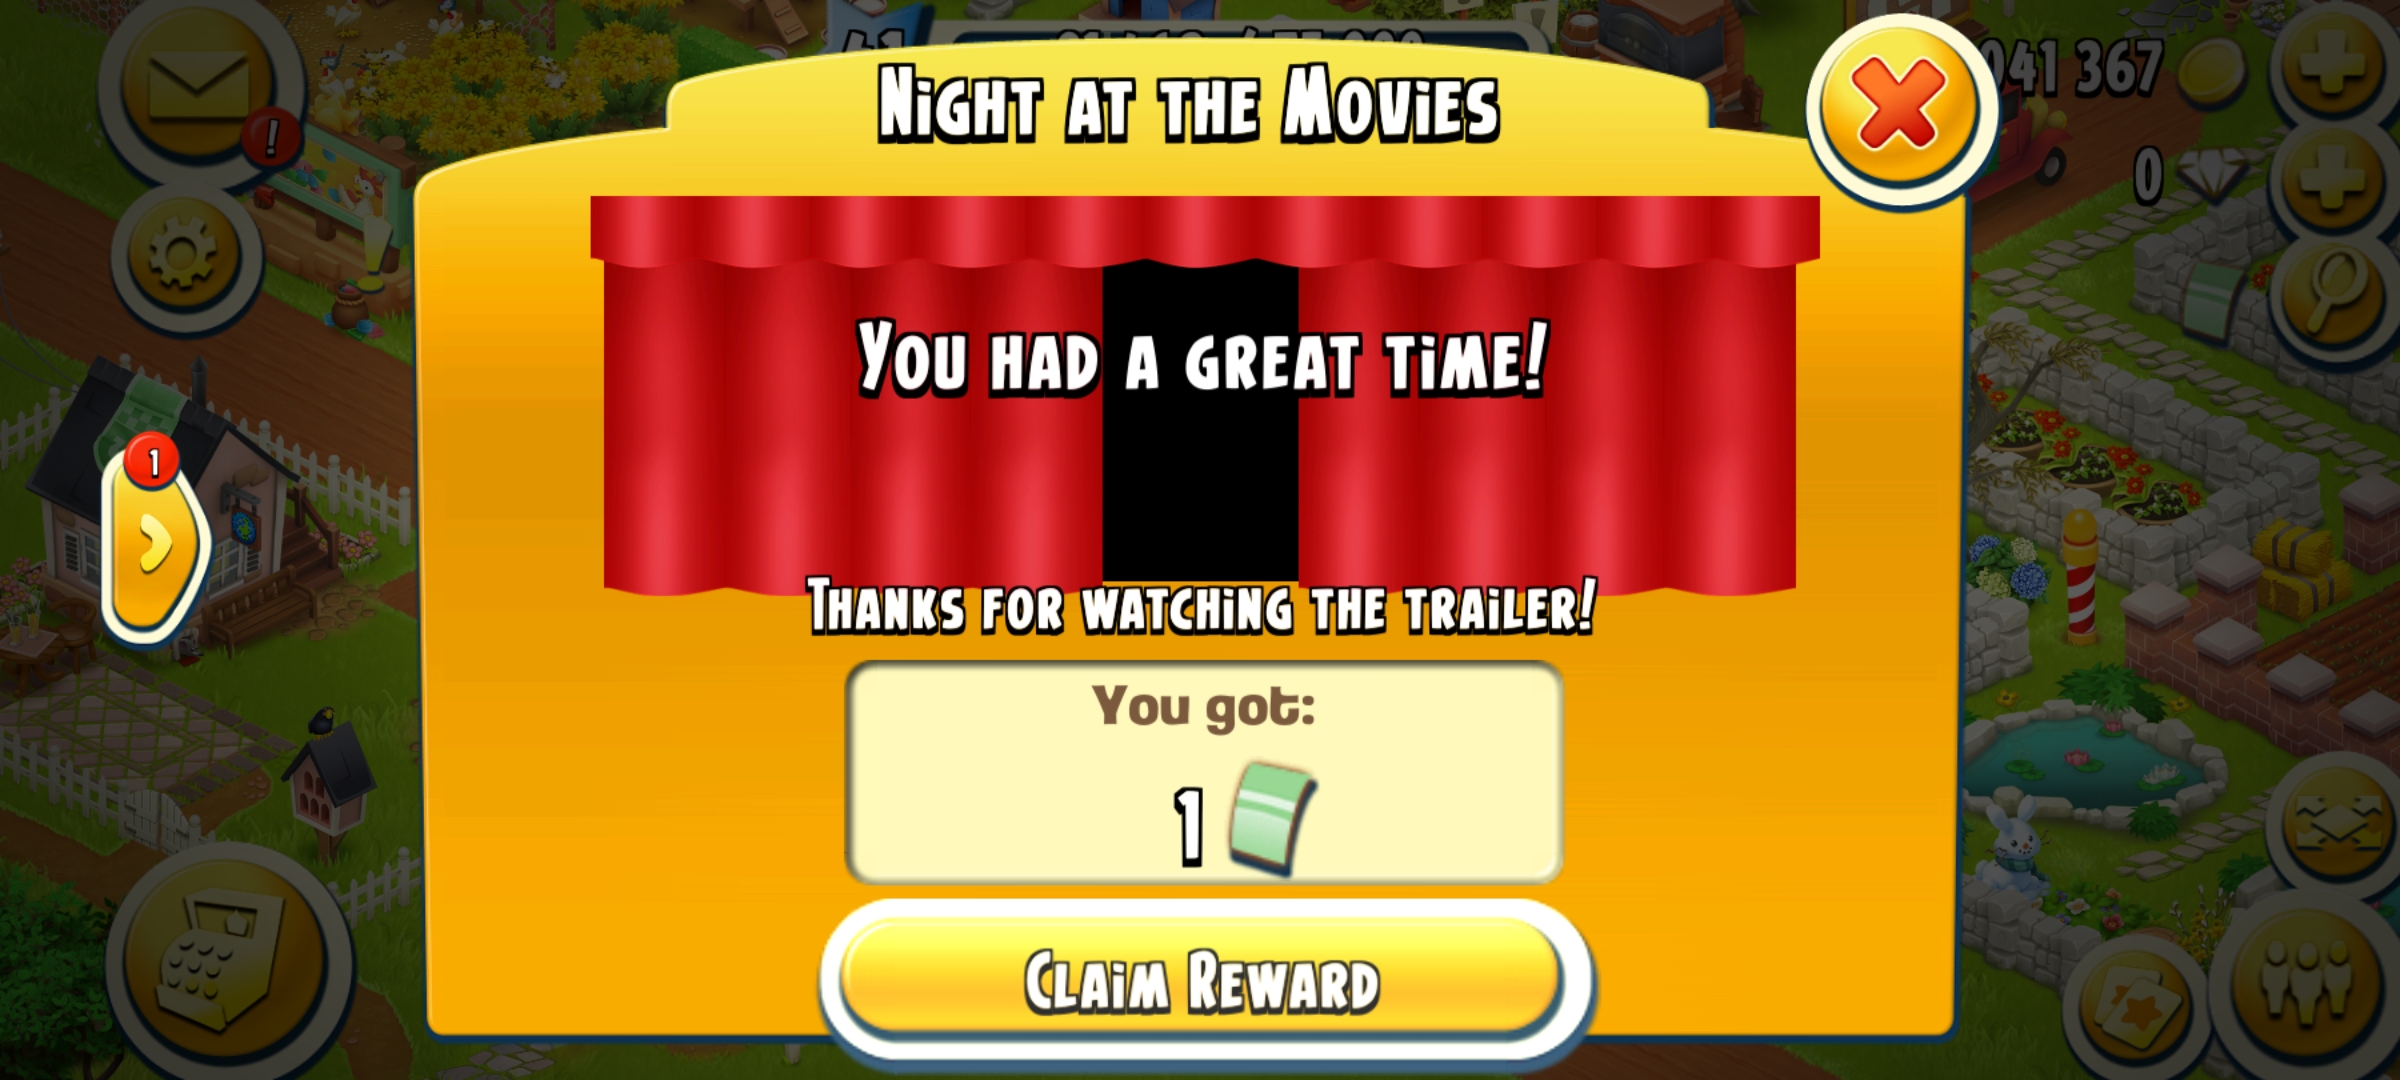 Night at the Movies
041 367
0
!
1
You had a great time!
Thanks for watching the trailer!
You got:
1
Claim Reward